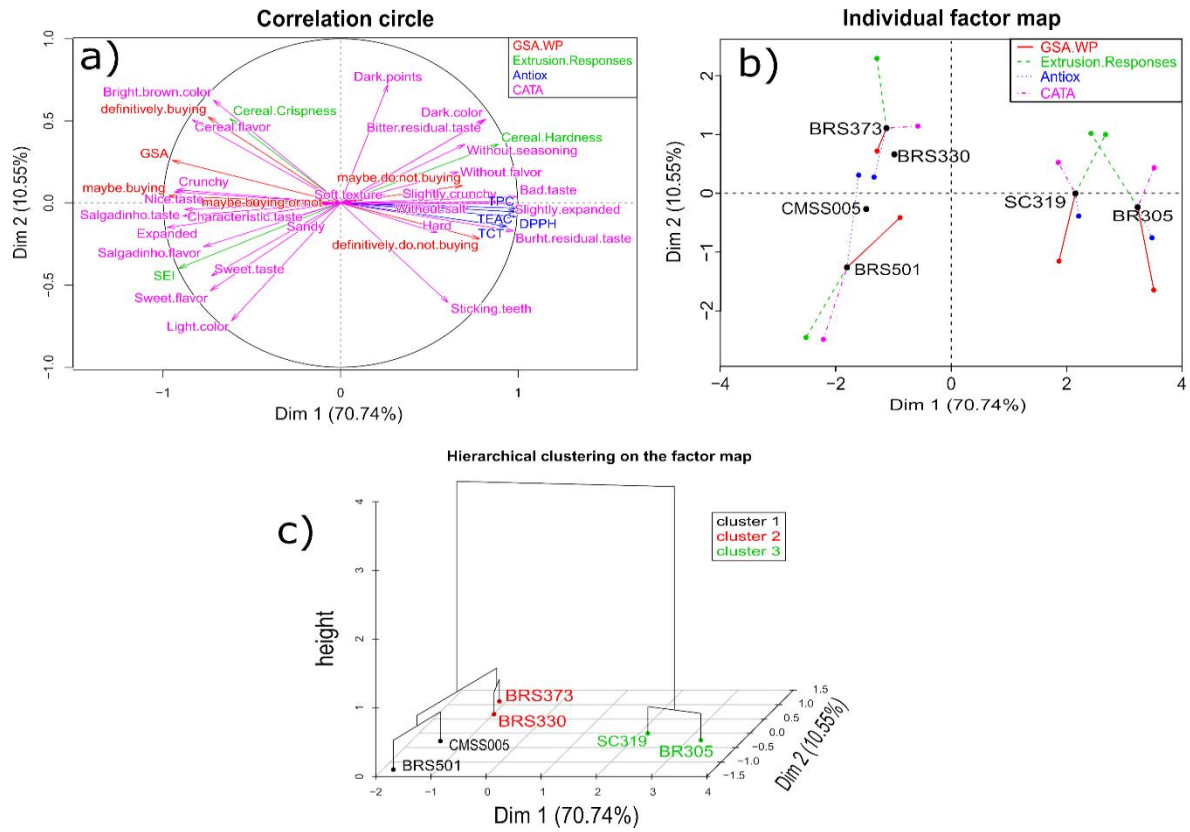 Correlation circle
a)
GSA.WP
Extrusion.Responses
Antiox
CATA
Dark.points
Bright.brown.color
definitively.buying
Cereal.Crispness
Cereal.flavor
Dark.color
Bitter.residual.taste
Cereal.Hardness
Without.seasoning
GSA
Without.falvor
maybe.do.not.buying
Crunchy
maybe.buying
Soft.texture
Slightly.crunchy
Bad.taste
Nice.taste
maybe.buying.or.not
TPC
Without.salt
Slightly.expanded
Salgadinho.taste
Characteristic.taste
TEAC
DPPH
Expanded
Sandy
Hard
TCT
Burht.residual.taste
definitively.do.not.buying
Salgadinho.flavor
SEI
Sweet.taste
Sweet.flavor
Sticking.teeth
Light.color
1.0
0.5
0.0
-0.5
-1.0
Dim 2 (10.55%)
-1
0
1
Dim 1 (70.74%)
Individual factor map
b)
GSA.WP
Extrusion.Responses
Antiox
CATA
BRS373
BRS330
CMSS005
SC319
BR305
BRS501
2
1
0
-1
-2
Dim 2 (10.55%)
-4
-2
0
2
4
Dim 1 (70.74%)
Hierarchical clustering on the factor map
c)
cluster 1
cluster 2
cluster 3
4
3
2
1
0
height
BRS373
BRS330
SC319
BR305
CMSS005
BRS501
1.5
1.0
0.5
0.0
-0.5
-1.0
-1.5
Dim 2 (10.55%)
-2
-1
0
1
2
3
4
Dim 1 (70.74%)